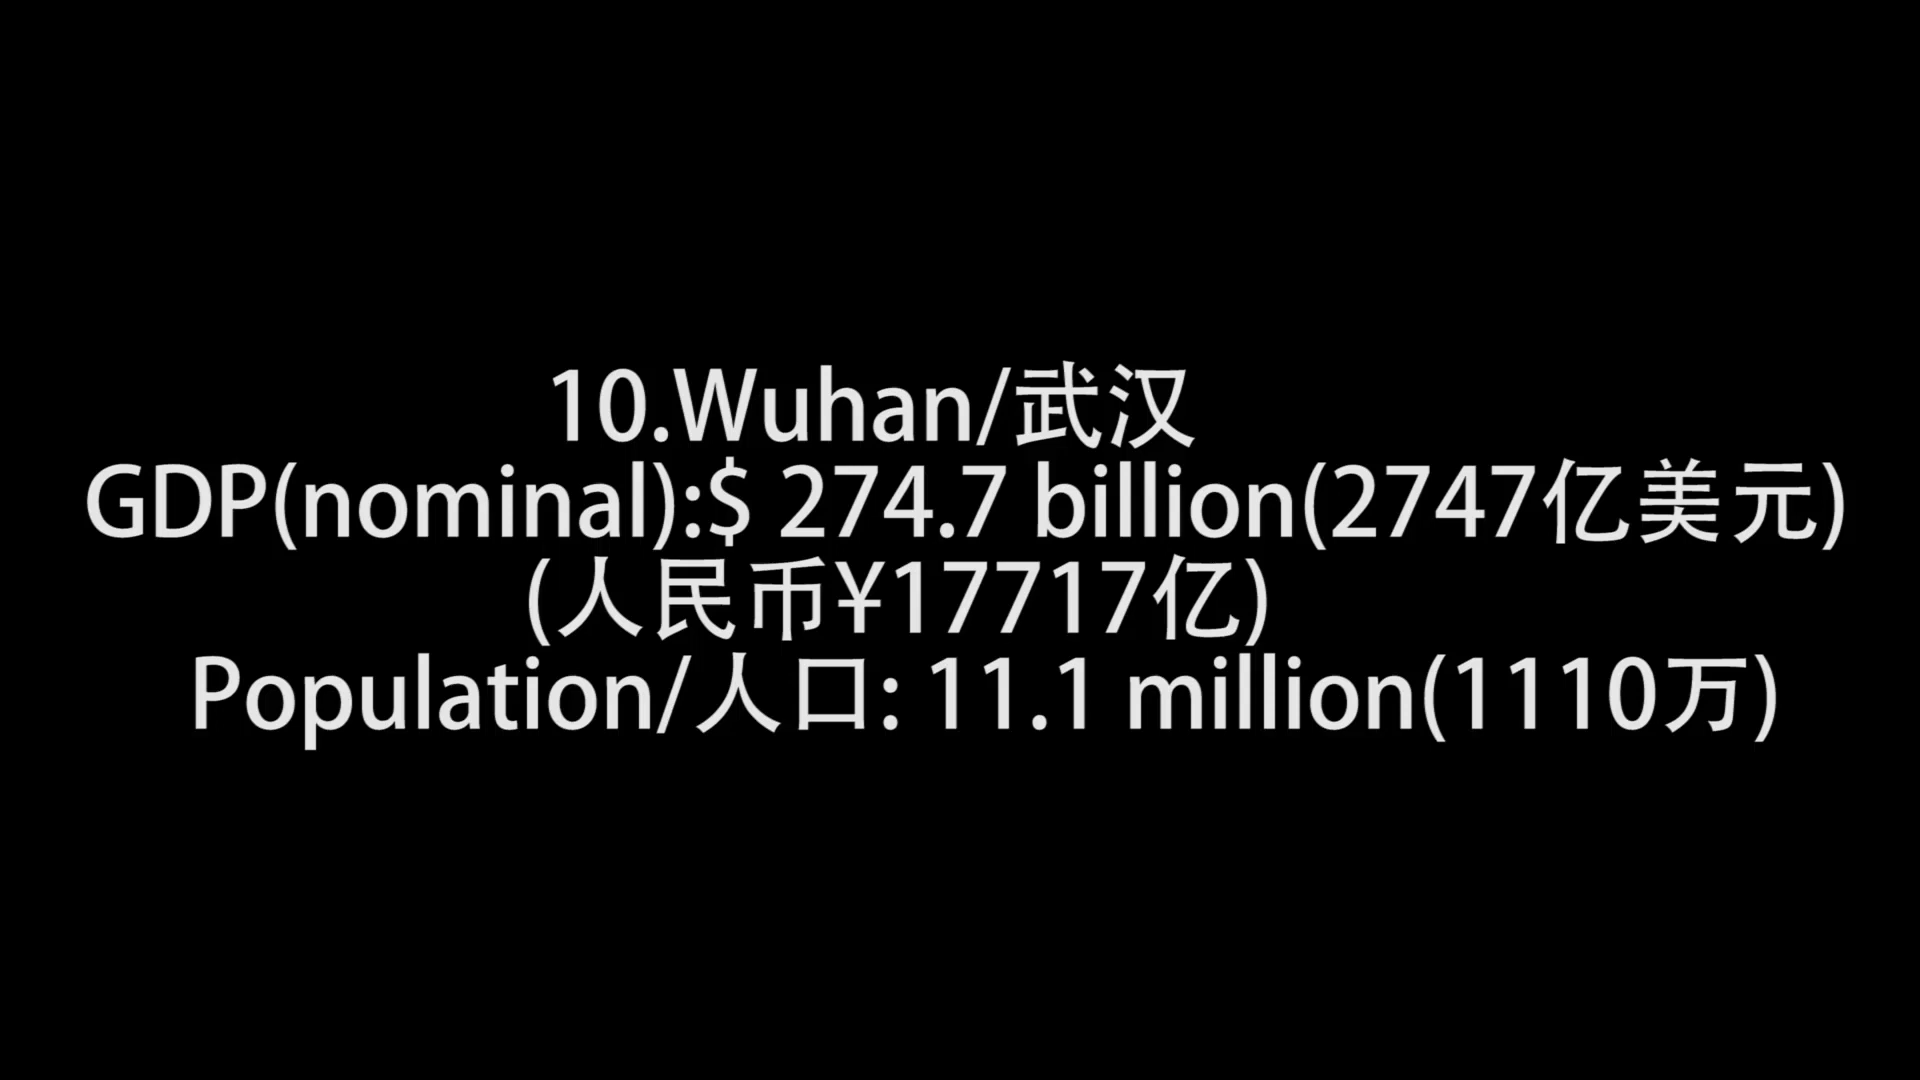 10.Wuhan/武汉
GDP(nominal):$ 274.7 billion(2747亿美元)
(人民币¥17717亿)
Population/人口: 11.1 million(1110万)